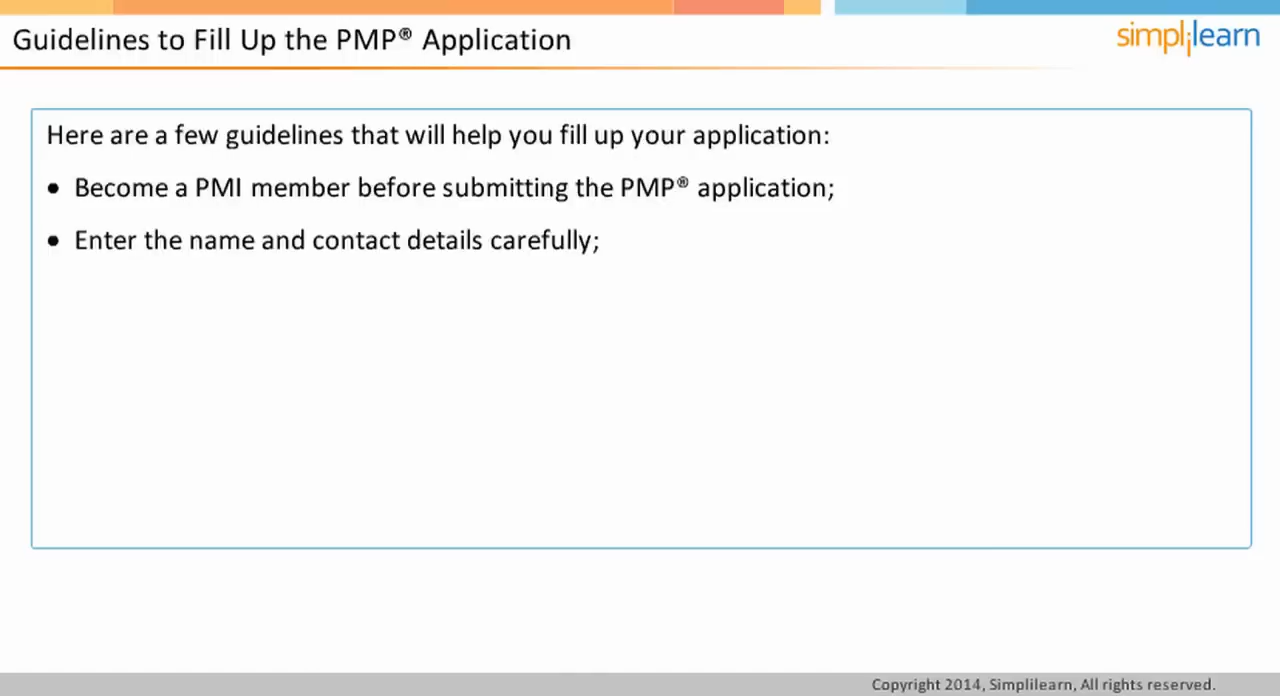 Guidelines to Fill Up the PMP® Application
simplilearn
Here are a few guidelines that will help you fill up your application:
• Become a PMI member before submitting the PMP® application;
• Enter the name and contact details carefully;
Copyright 2014, Simplilearn, All rights reserved.